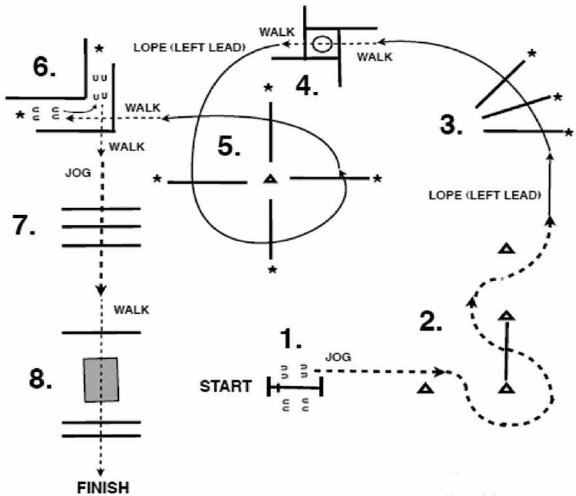 WALK
LOPE (LEFT LEAD)
WALK
4.
6.
*
*
WALK
5.
*
*
*
*
3.
*
*
*
WALK
JOG
LOPE (LEFT LEAD)
7.
WALK
2.
1.
JOG
8.
START
FINISH